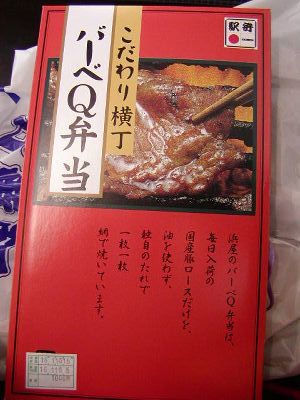 駅弁
こだわり横丁
バーベQ弁当
浜屋のバーベQ弁当は、
毎日入荷の
国産豚ロースだけを、
油を使わず、
独自のたれで
一枚一枚
網で焼いています。